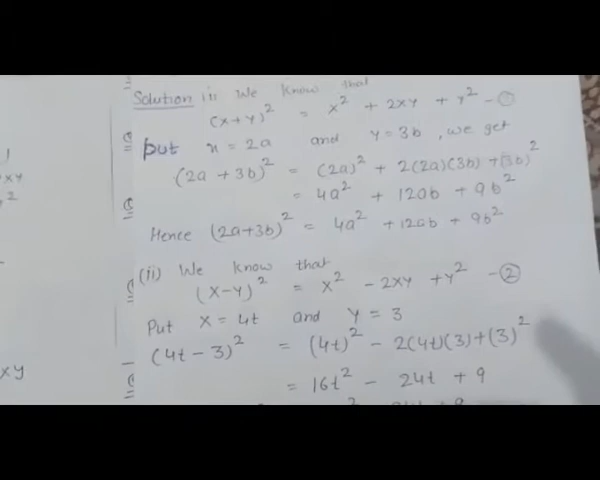 Solution (i) We know that
(x+y)² = x² + 2xy + y² - ①
put x = 2a and y = 3b, we get
(2a + 3b)² = (2a)² + 2(2a)(3b) + (3b)²
= 4a² + 12ab + 9b²
Hence (2a+3b)² = 4a² + 12ab + 9b²
(ii) We know that
(x-y)² = x² - 2xy + y² - ②
Put x = 4t and y = 3
(4t - 3)² = (4t)² - 2(4t)(3) + (3)²
= 16t² - 24t + 9